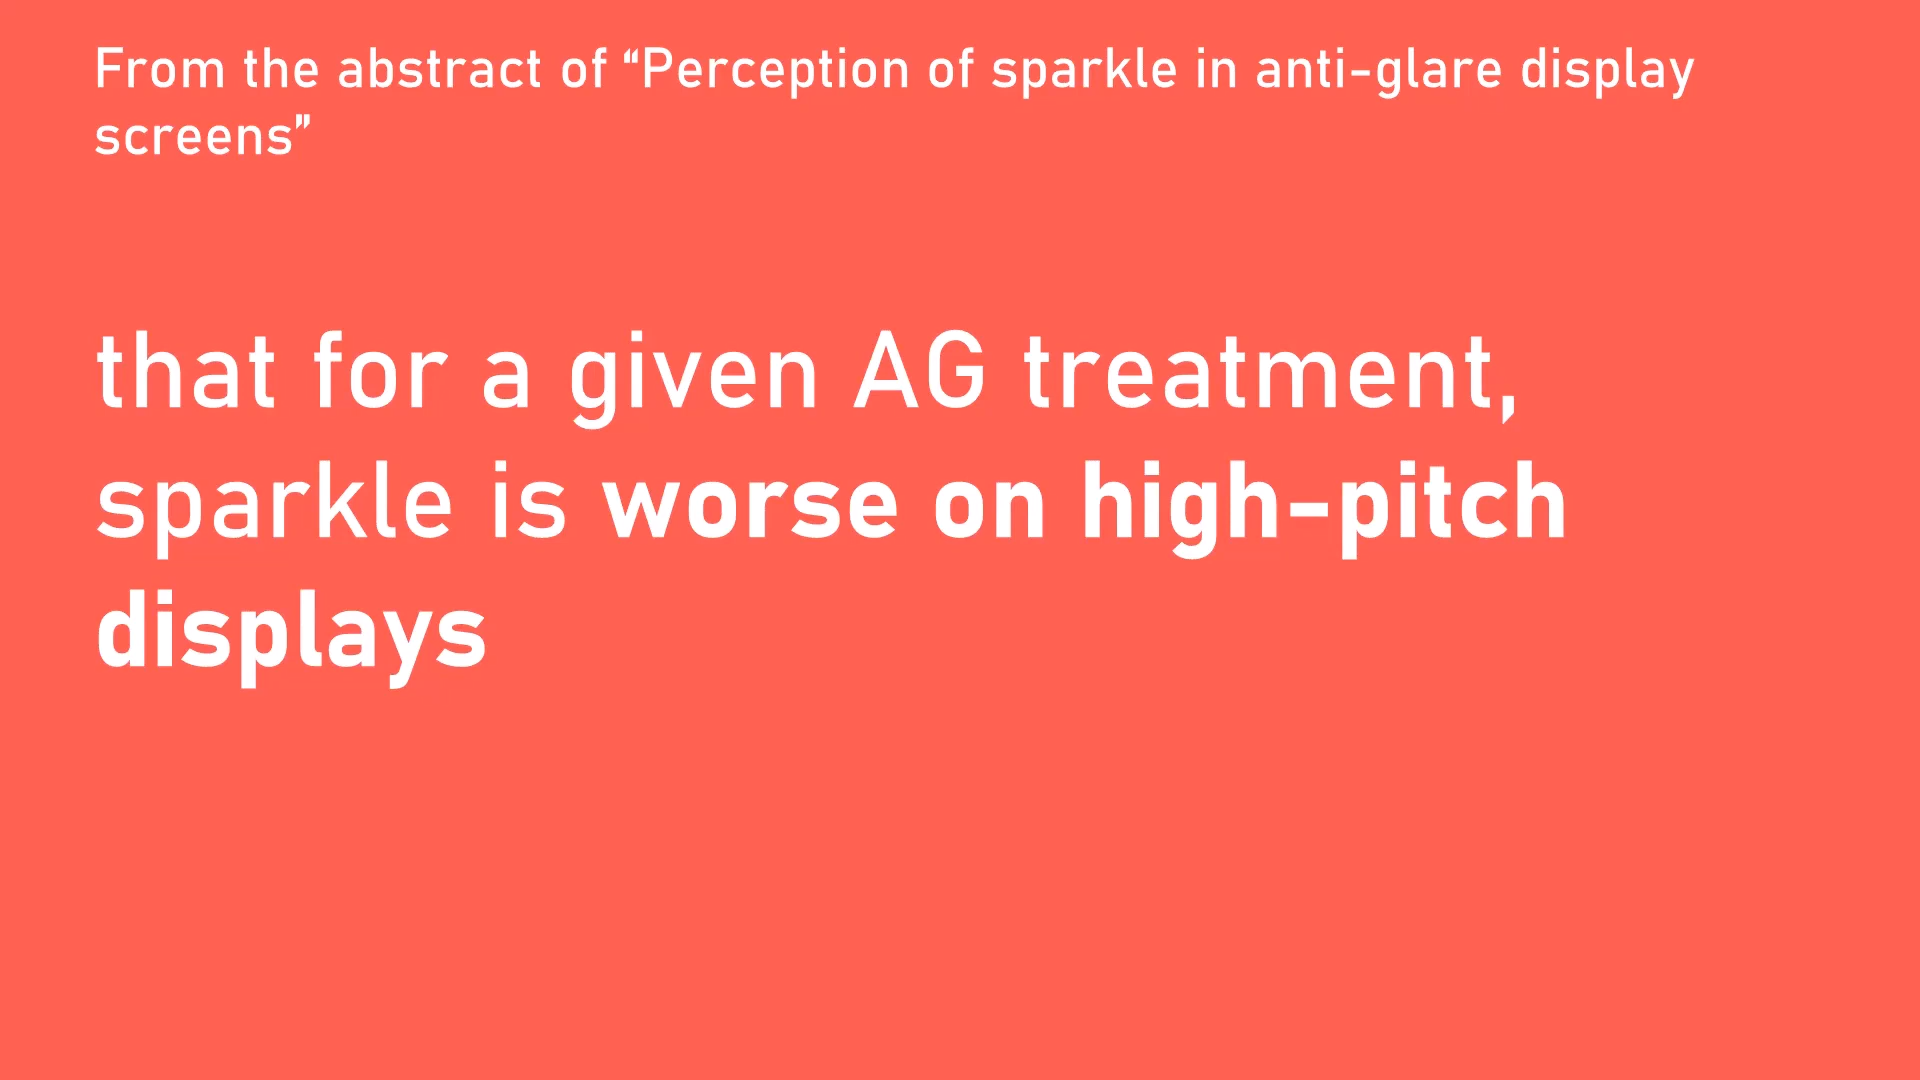 From the abstract of “Perception of sparkle in anti-glare display
screens”
that for a given AG treatment,
sparkle is worse on high-pitch
displays